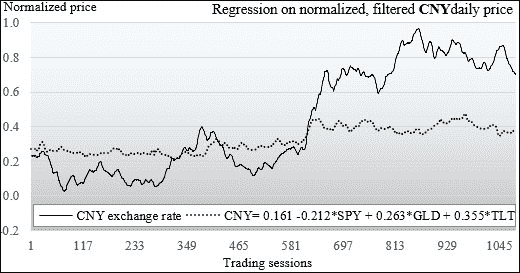 Normalized price
Regression on normalized, filtered CNYdaily price
1.0
0.8
0.6
0.4
0.2
0.0
-0.2
CNY exchange rate
CNY= 0.161 -0.212*SPY + 0.263*GLD + 0.355*TLT
1 117 233 349 465 581 697 813 929 1045
Trading sessions